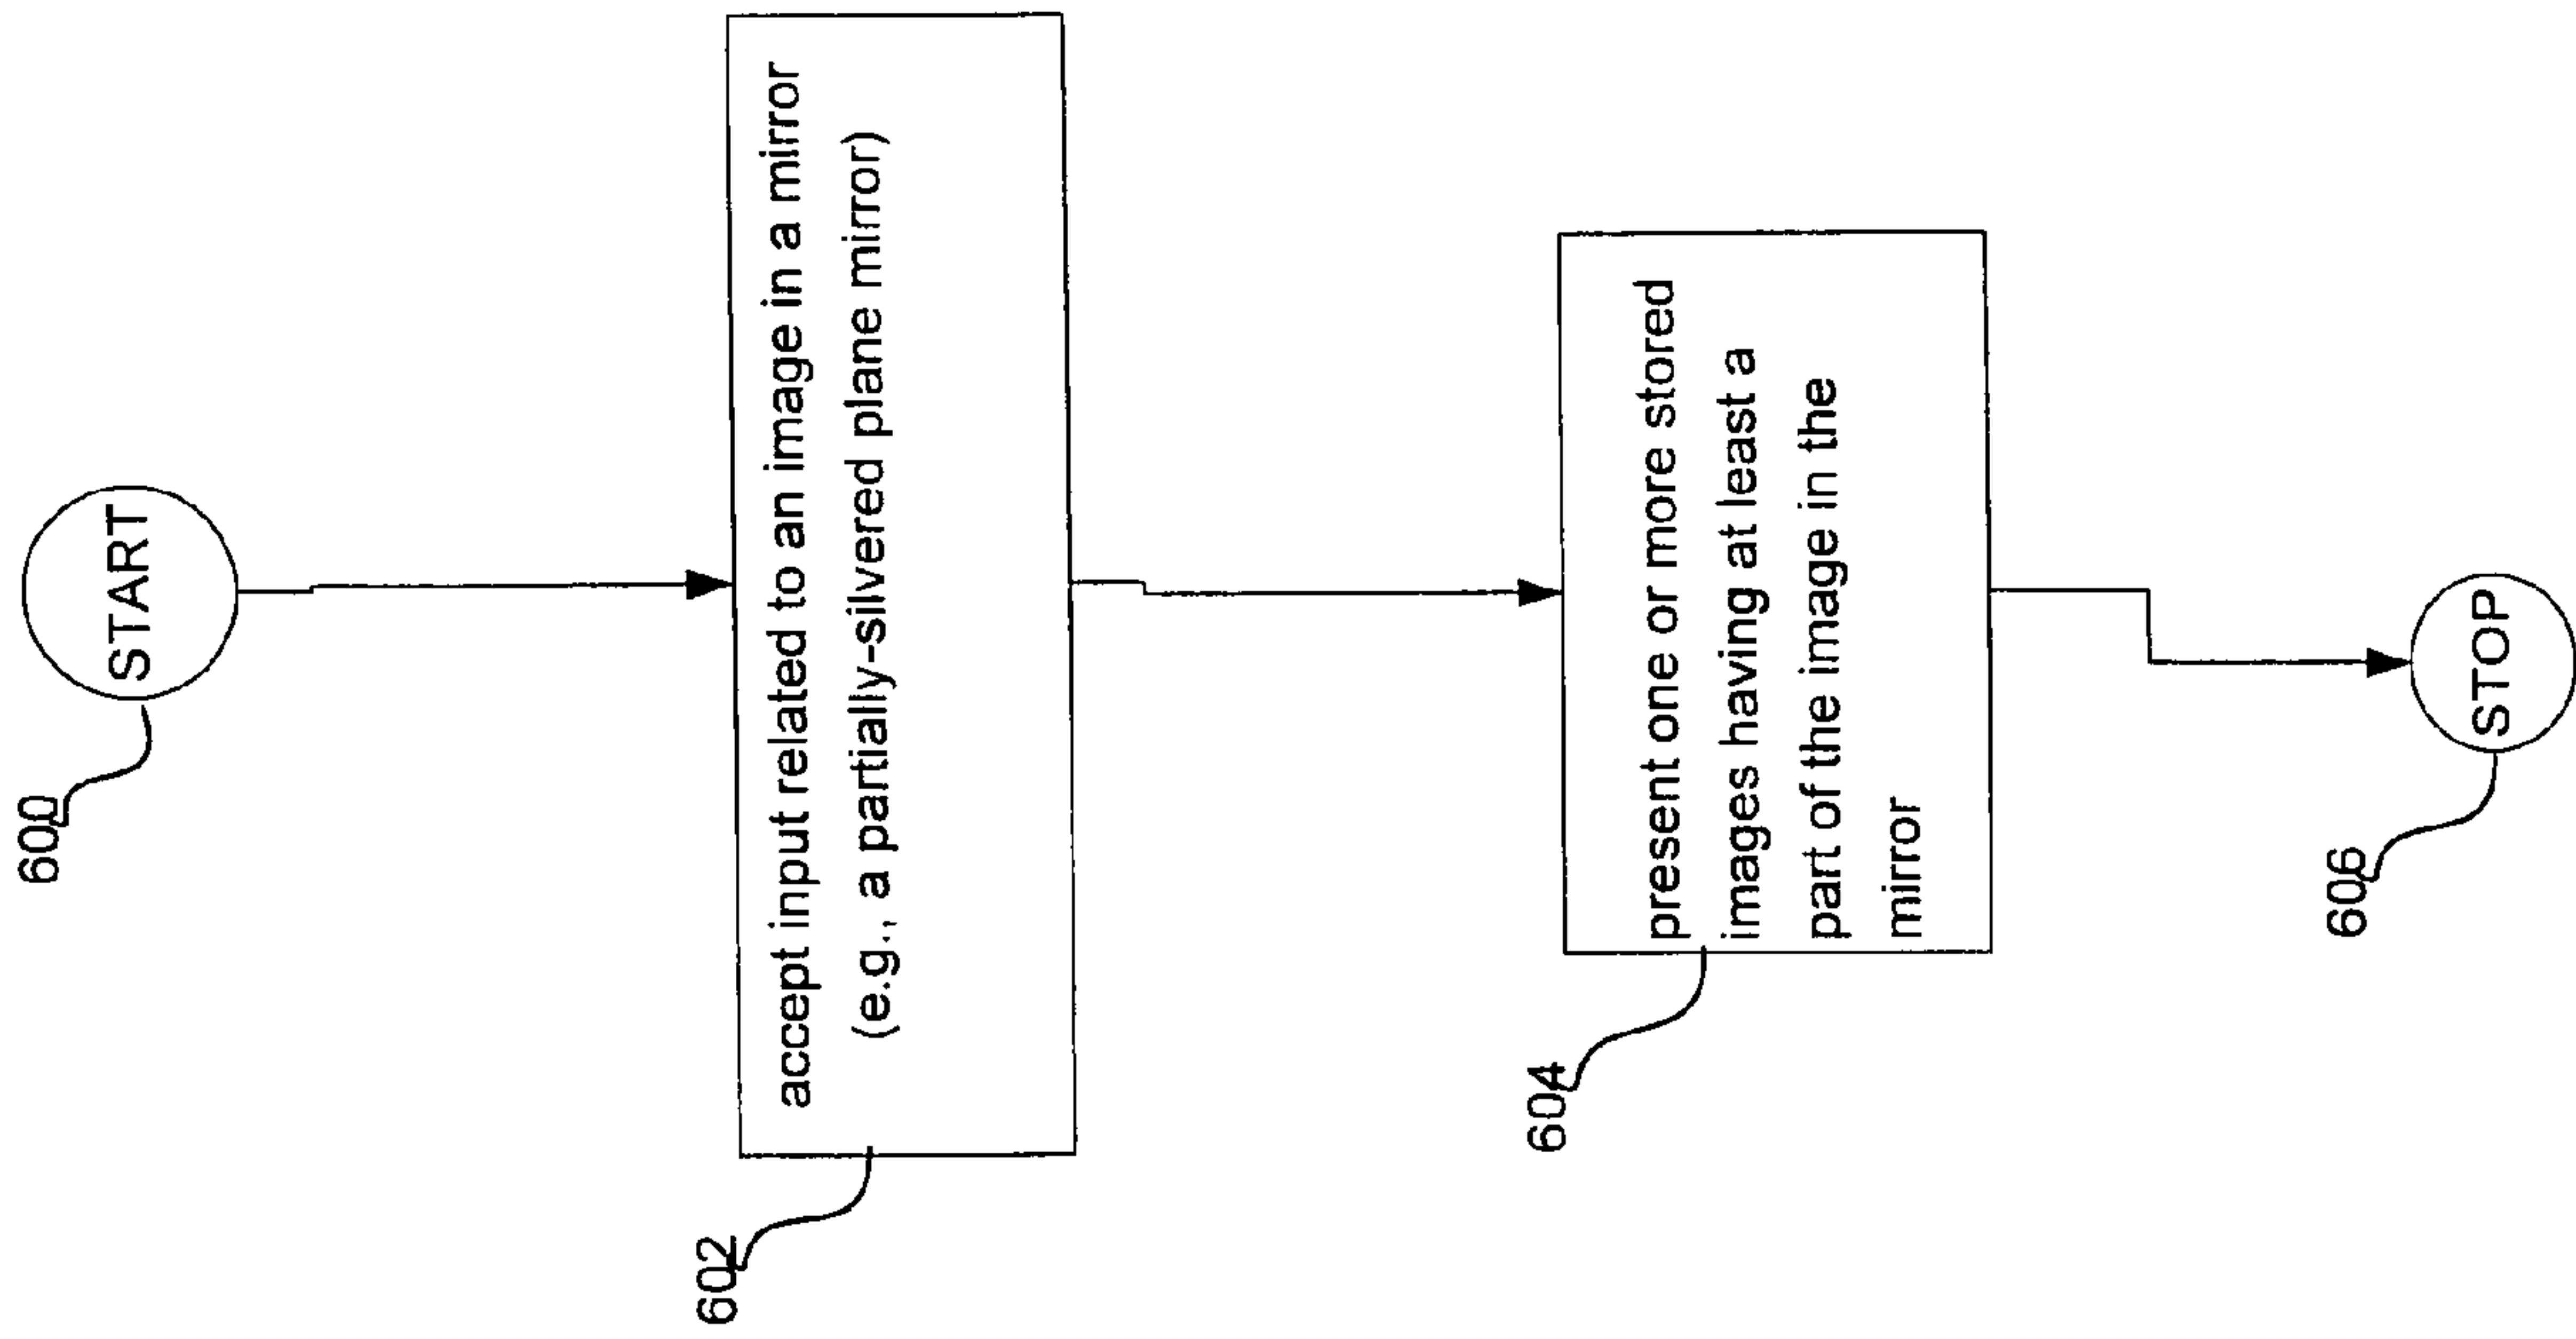 600
START
602
accept input related to an image in a mirror
(e.g., a partially-silvered plane mirror)
604
present one or more stored
images having at least a
part of the image in the
mirror
606
STOP